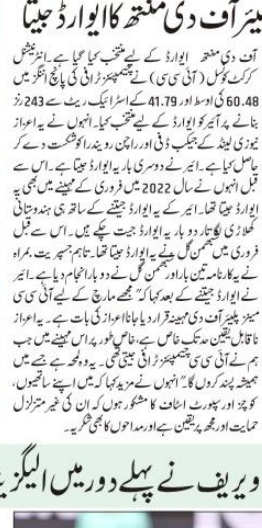 میئر آف دی منتھ کا ایوارڈ جیتا
آف دی منتھ ایوارڈ کے لیے منتخب کیا گیا ہے۔ انٹرنیشنل
کرکٹ کونسل (آئی سی سی) نے چیمپئنز ٹرافی کی پانچ اننگز میں
60.48 کی اوسط اور 41.79 کے اسٹرائیک ریٹ سے 243 رنز
بنانے پر آئیر کو ایوارڈ کے لیے منتخب کیا۔ انہوں نے یہ اعزاز
نیوزی لینڈ کے جیکب ڈفی اور راچن رویندرا کو شکست دے کر
حاصل کیا ہے۔ ائیر نے دوسری بار یہ ایوارڈ جیتا ہے۔ اس سے
قبل انہوں نے سال 2022 میں فروری کے مہینے میں بھی یہ
ایوارڈ جیتا تھا۔ ائیر کے یہ ایوارڈ جیتنے کے ساتھ ہی ہندوستانی
کھلاڑی لگاتار دو بار یہ ایوارڈ جیت چکے ہیں۔ اس سے قبل
فروری میں شبھمن گل نے یہ ایوارڈ جیتا تھا۔ تاہم جسپریت بمراہ
نے یہ کارنامہ تین بار اور شبھمن گل نے دو بار انجام دیا ہے۔ ائیر
نے ایوارڈ جیتنے کے بعد کہا کہ ”مجھے مارچ کے لیے آئی سی سی
مینز پلیئر آف دی مہینہ قرار دیا جانا اعزاز کی بات ہے۔ یہ اعزاز
ناقابل یقین حد تک خاص ہے، خاص طور پر اس مہینے میں جب
ہم نے آئی سی سی چیمپئنز ٹرافی جیتی تھی۔ یہ وہ لمحہ ہے جسے میں
ہمیشہ پسند کروں گا۔“ انہوں نے مزید کہا کہ میں اپنے ساتھیوں،
کوچز اور سپورٹ اسٹاف کا مشکور ہوں کہ ان کی غیر متزلزل
حمایت اور مجھ پر یقین ہے اور مداحوں کا بھی شکریہ۔
ویریف نے پہلے دور میں الیگزی